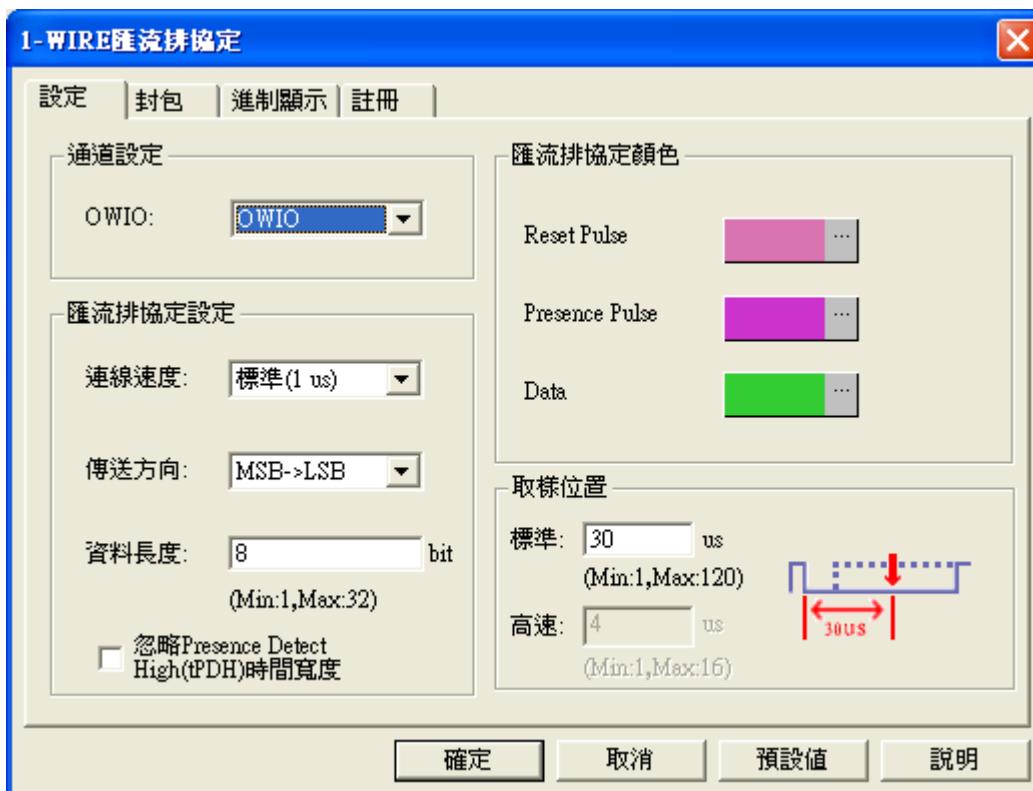 1-WIRE匯流排協定
設定 封包 進制顯示 註冊
通道設定
OWIO: OWIO
匯流排協定設定
連線速度: 標準(1 us)
傳送方向: MSB->LSB
資料長度: 8 bit
(Min:1,Max:32)
忽略Presence Detect
High(tPDH)時間寬度
匯流排協定顏色
Reset Pulse ...
Presence Pulse ...
Data ...
取樣位置
標準: 30 us
(Min:1,Max:120)
高速: 4 us
(Min:1,Max:16)
30US
確定 取消 預設值 說明